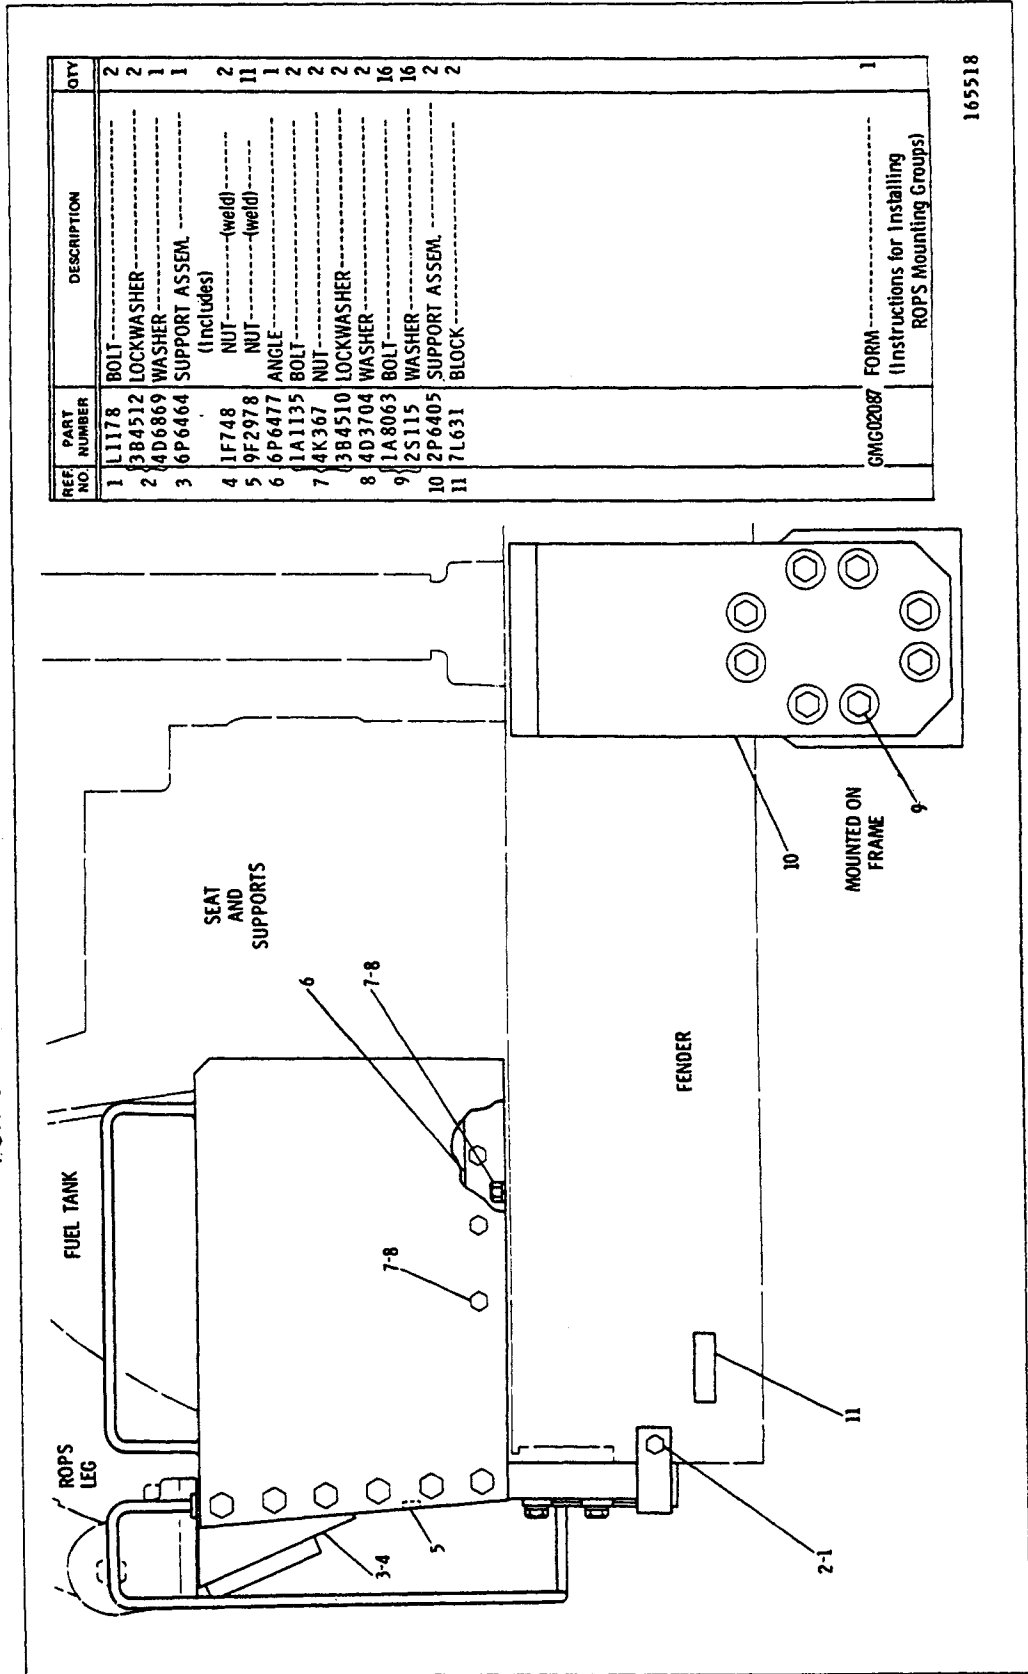 REF. NO. PART NUMBER DESCRIPTION QTY
1 L1178 BOLT 2
2 3B4512 LOCKWASHER 2
4D6869 WASHER 1
3 6P6464 SUPPORT ASSEM. 1
(Includes)
4 1F748 NUT (weld) 2
5 9F2978 NUT (weld) 11
6 6P6477 ANGLE 1
7 1A1135 BOLT 2
4K367 NUT 2
3B4510 LOCKWASHER 2
8 4D3704 WASHER 2
9 1A8063 BOLT 16
2S115 WASHER 16
10 2P6405 SUPPORT ASSEM. 2
11 7L631 BLOCK 2
GMG02087 FORM 1
(Instructions for Installing
ROPS Mounting Groups)
165518
ROPS
LEG
FUEL TANK
SEAT
AND
SUPPORTS
6
7-8
7-8
3-4
5
2-1
11
FENDER
10
MOUNTED ON
FRAME
9